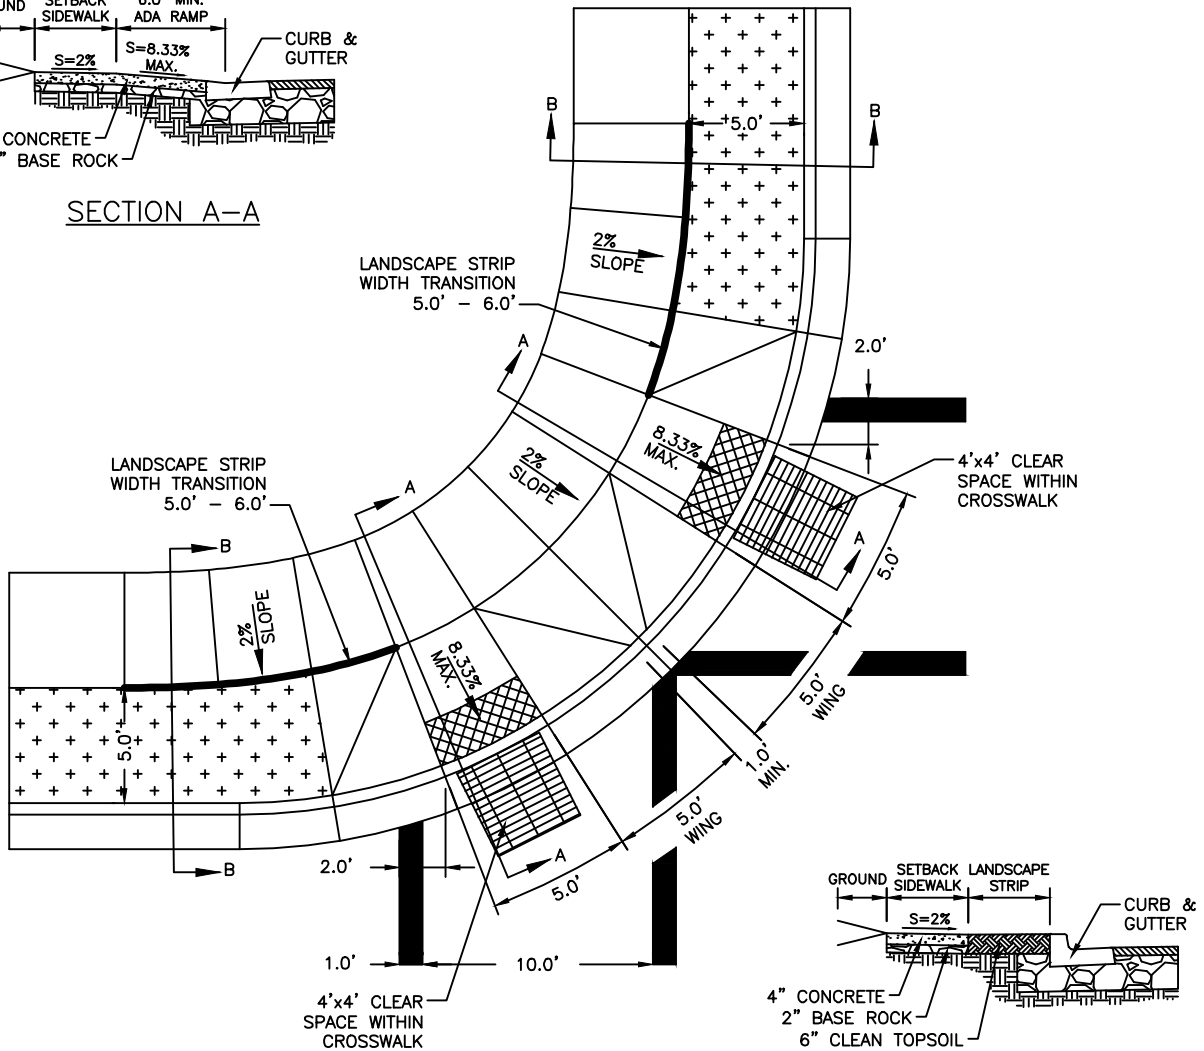 SETBACK
SIDEWALK
6.0' MIN.
ADA RAMP
S=2%
S=8.33%
MAX.
CURB &
GUTTER
CONCRETE
BASE ROCK
SECTION A-A
B
B
5.0'
2%
SLOPE
LANDSCAPE STRIP
WIDTH TRANSITION
5.0' - 6.0'
A
2.0'
8.33%
MAX.
4'x4' CLEAR
SPACE WITHIN
CROSSWALK
2%
SLOPE
A
5.0'
LANDSCAPE STRIP
WIDTH TRANSITION
5.0' - 6.0'
A
B
2%
SLOPE
8.33%
MAX.
5.0'
5.0'
WING
1.0'
MIN.
5.0'
WING
2.0'
B
A
5.0'
1.0'
10.0'
4'x4' CLEAR
SPACE WITHIN
CROSSWALK
GROUND
SETBACK
SIDEWALK
LANDSCAPE
STRIP
S=2%
CURB &
GUTTER
4" CONCRETE
2" BASE ROCK
6" CLEAN TOPSOIL